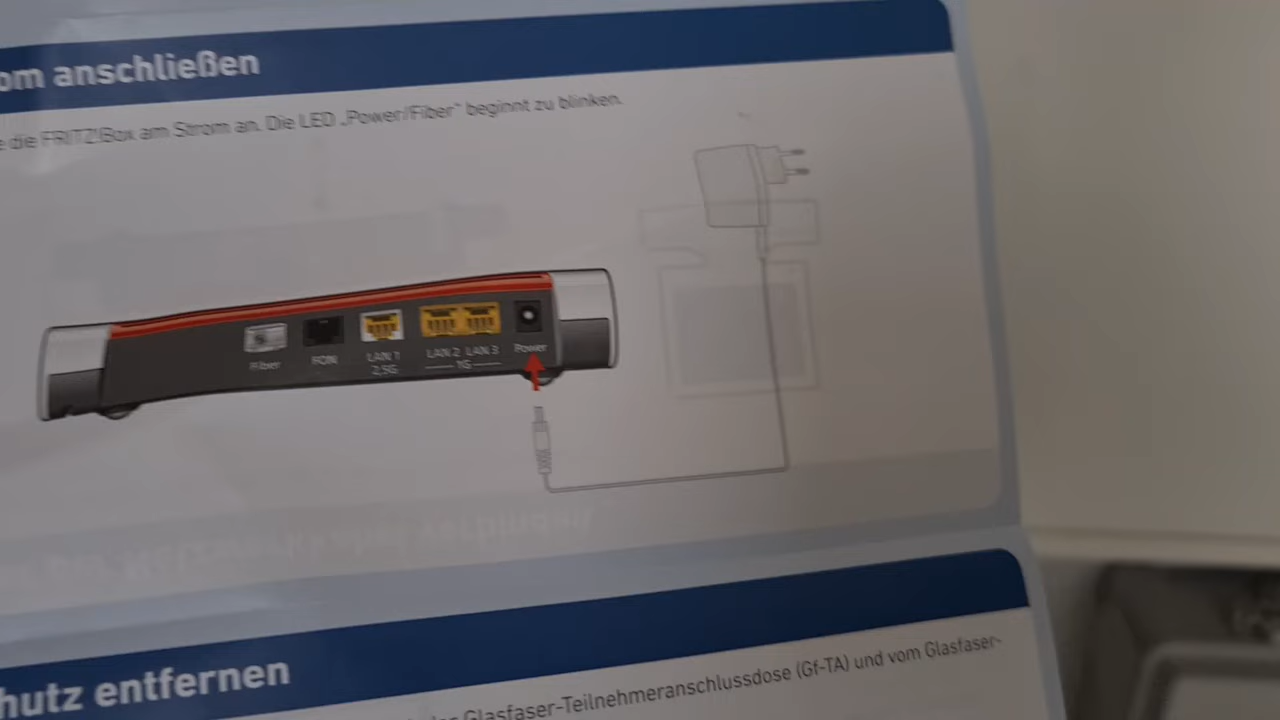 om anschließen
e die FRITZ!Box am Strom an. Die LED „Power/Fiber" beginnt zu blinken.
Fiber
FON
LAN 1
2,5G
LAN 2 LAN 3
1G
Power
hutz entfernen
der Glasfaser-Teilnehmeranschlussdose (Gf-TA) und vom Glasfaser-